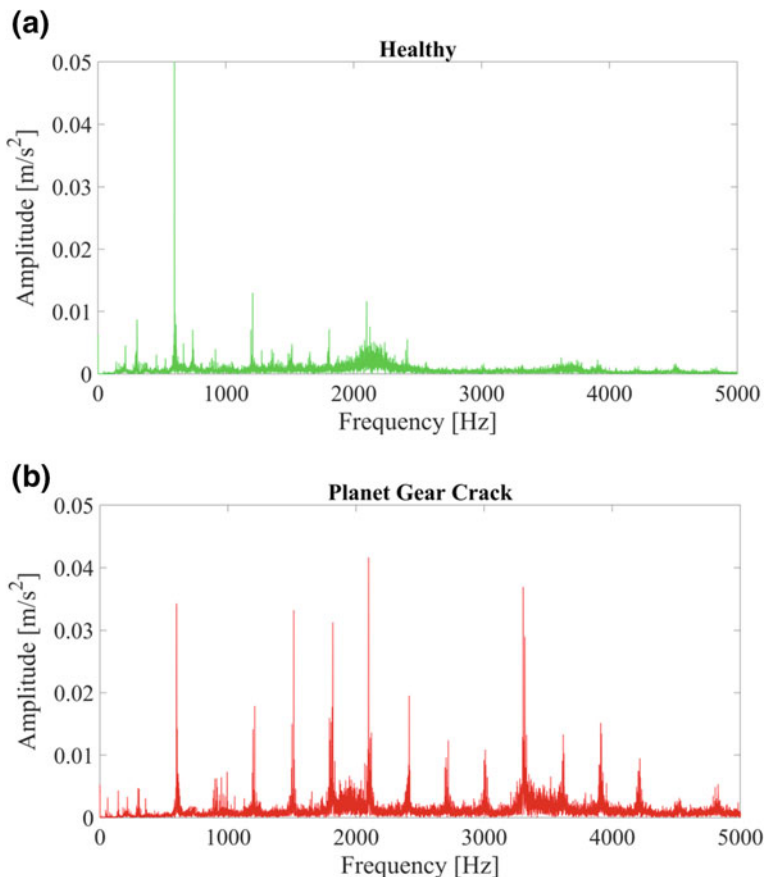 (a)
Healthy
0.05
0.04
0.03
0.02
0.01
0
Amplitude [m/s²]
0 1000 2000 3000 4000 5000
Frequency [Hz]
(b)
Planet Gear Crack
0.05
0.04
0.03
0.02
0.01
0
Amplitude [m/s²]
0 1000 2000 3000 4000 5000
Frequency [Hz]